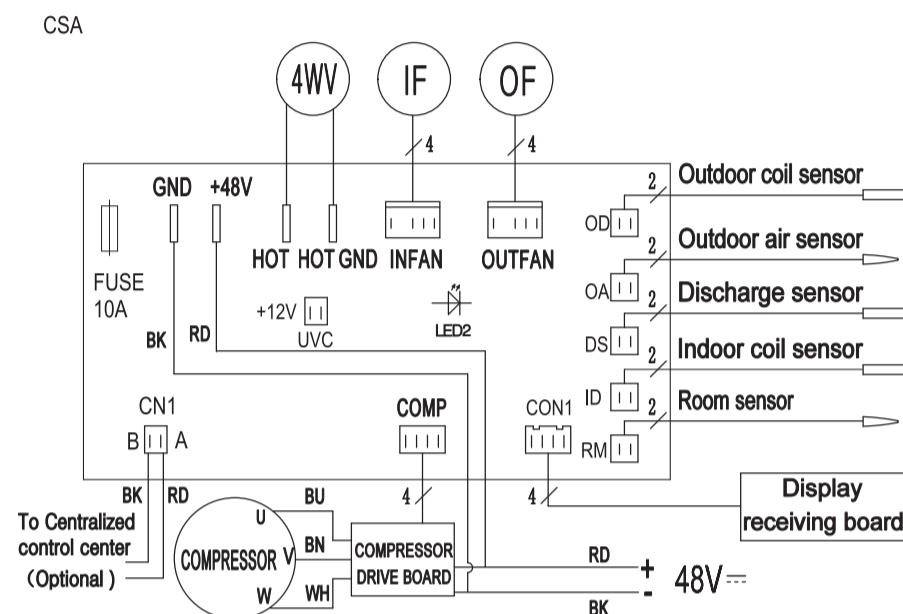 CSA
4WV IF OF
4 4
GND +48V
HOT HOT GND INFAN OUTFAN
FUSE
10A
BK RD
+12V
UVC
LED2
OD 2 Outdoor coil sensor
OA 2 Outdoor air sensor
DS 2 Discharge sensor
ID 2 Indoor coil sensor
RM 2 Room sensor
CN1
B A
COMP
CON1
BK RD
4 4
Display
receiving board
To Centralized
control center
(Optional )
COMPRESSOR
U V W
BU
BN
WH
COMPRESSOR
DRIVE BOARD
RD
+
-
48V⎓
BK